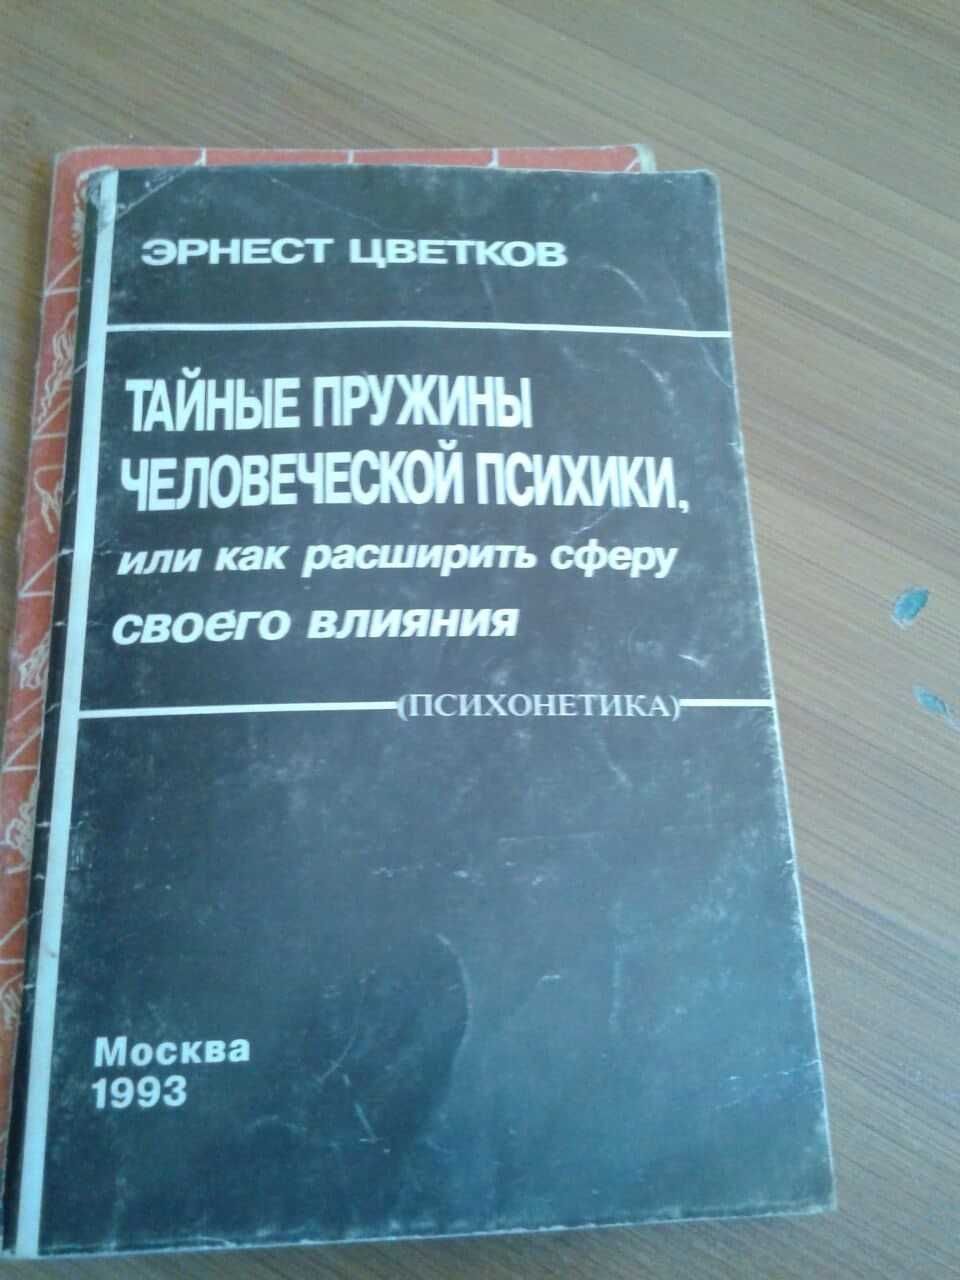 ЭРНЕСТ ЦВЕТКОВ
ТАЙНЫЕ ПРУЖИНЫ
ЧЕЛОВЕЧЕСКОЙ ПСИХИКИ,
или как расширить сферу
своего влияния
(ПСИХОНЕТИКА)
Москва
1993